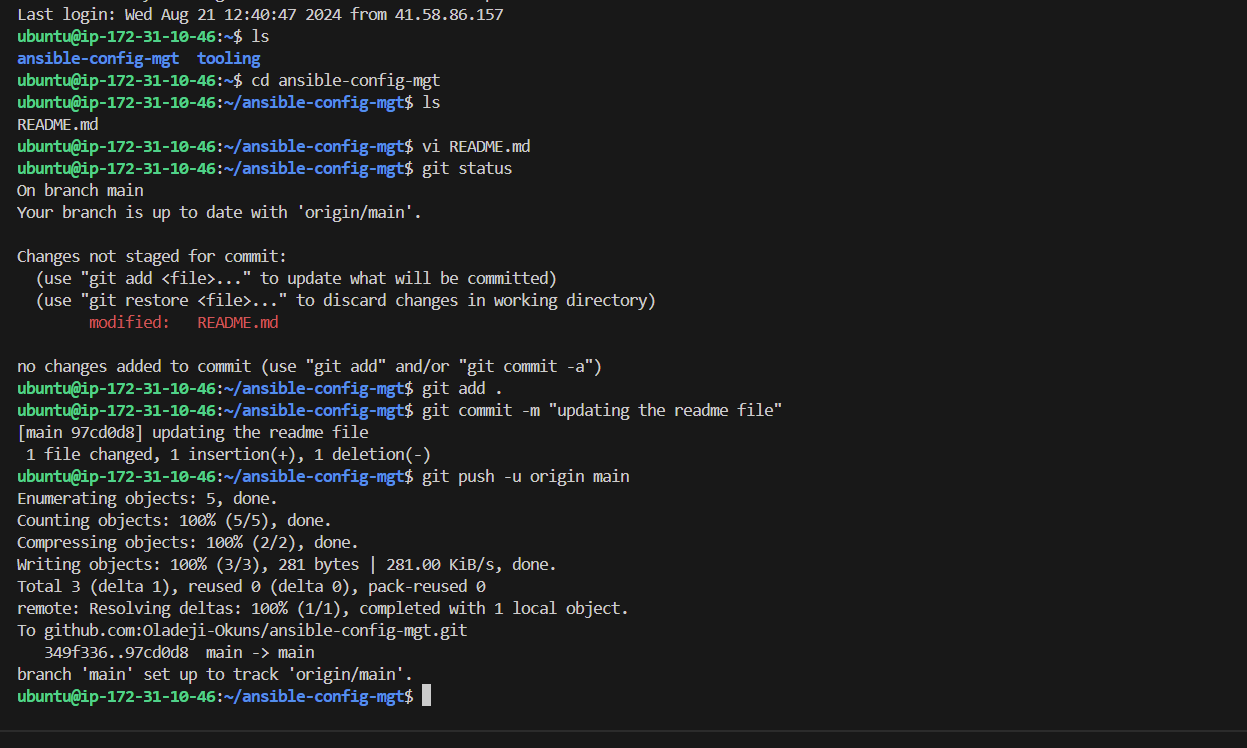 Last login: Wed Aug 21 12:40:47 2024 from 41.58.86.157
ubuntu@ip-172-31-10-46:~$ ls
ansible-config-mgt  tooling
ubuntu@ip-172-31-10-46:~$ cd ansible-config-mgt
ubuntu@ip-172-31-10-46:~/ansible-config-mgt$ ls
README.md
ubuntu@ip-172-31-10-46:~/ansible-config-mgt$ vi README.md
ubuntu@ip-172-31-10-46:~/ansible-config-mgt$ git status
On branch main
Your branch is up to date with 'origin/main'.

Changes not staged for commit:
  (use "git add <file>..." to update what will be committed)
  (use "git restore <file>..." to discard changes in working directory)
        modified:   README.md

no changes added to commit (use "git add" and/or "git commit -a")
ubuntu@ip-172-31-10-46:~/ansible-config-mgt$ git add .
ubuntu@ip-172-31-10-46:~/ansible-config-mgt$ git commit -m "updating the readme file"
[main 97cd0d8] updating the readme file
 1 file changed, 1 insertion(+), 1 deletion(-)
ubuntu@ip-172-31-10-46:~/ansible-config-mgt$ git push -u origin main
Enumerating objects: 5, done.
Counting objects: 100% (5/5), done.
Compressing objects: 100% (2/2), done.
Writing objects: 100% (3/3), 281 bytes | 281.00 KiB/s, done.
Total 3 (delta 1), reused 0 (delta 0), pack-reused 0
remote: Resolving deltas: 100% (1/1), completed with 1 local object.
To github.com:Oladeji-Okuns/ansible-config-mgt.git
   349f336..97cd0d8  main -> main
branch 'main' set up to track 'origin/main'.
ubuntu@ip-172-31-10-46:~/ansible-config-mgt$